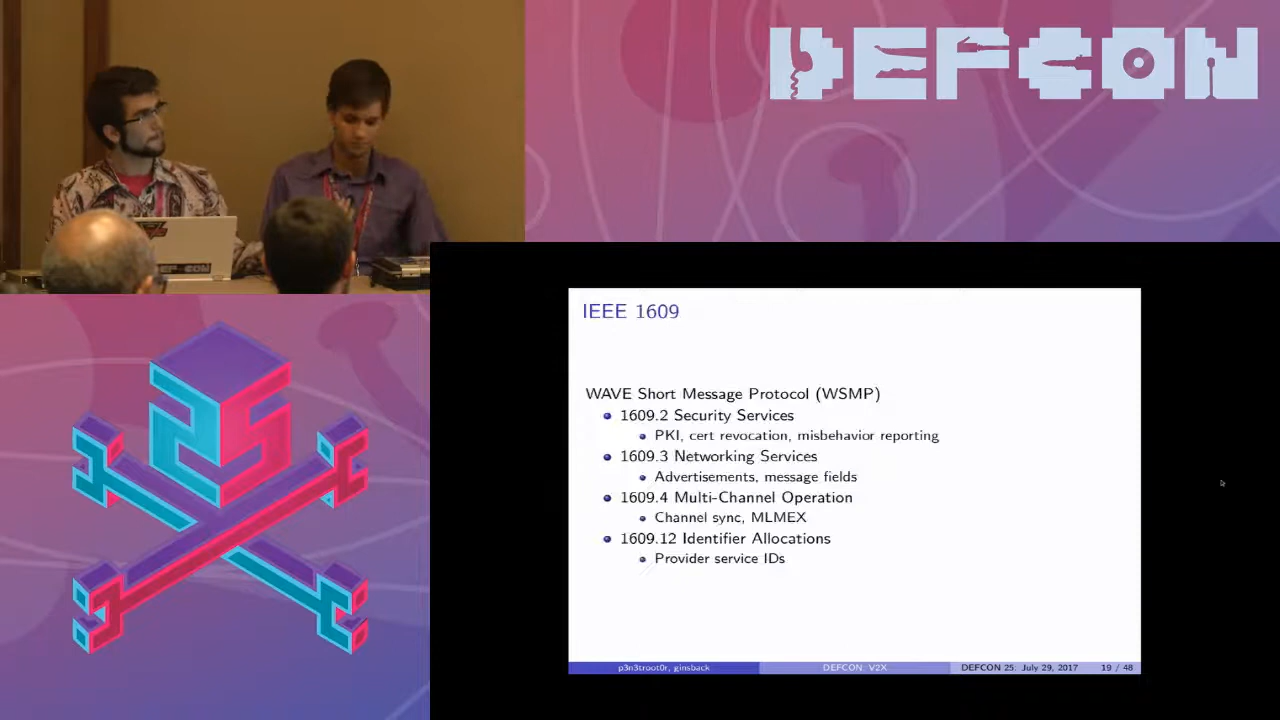 DEFCON
DEF CON
IEEE 1609
WAVE Short Message Protocol (WSMP)
1609.2 Security Services
PKI, cert revocation, misbehavior reporting
1609.3 Networking Services
Advertisements, message fields
1609.4 Multi-Channel Operation
Channel sync, MLMEX
1609.12 Identifier Allocations
Provider service IDs
p3n3troot0r, ginsback
DEFCON: V2X
DEFCON 25: July 29, 2017
19 / 48